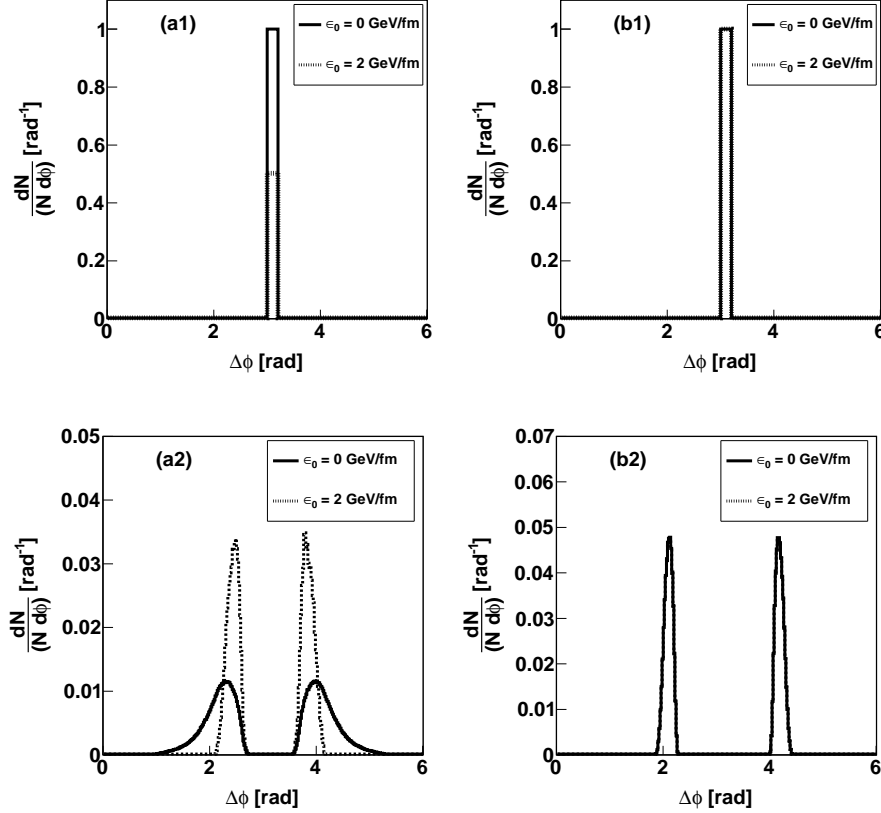 (a1)
ϵ₀ = 0 GeV/fm
ϵ₀ = 2 GeV/fm
1
0.8
0.6
0.4
0.2
0
0 2 4 6
dN
(N dϕ) [rad⁻¹]
Δϕ [rad]
(b1)
ϵ₀ = 0 GeV/fm
ϵ₀ = 2 GeV/fm
1
0.8
0.6
0.4
0.2
0
0 2 4 6
dN
(N dϕ) [rad⁻¹]
Δϕ [rad]
(a2)
ϵ₀ = 0 GeV/fm
ϵ₀ = 2 GeV/fm
0.05
0.04
0.03
0.02
0.01
0
0 2 4 6
dN
(N dϕ) [rad⁻¹]
Δϕ [rad]
(b2)
ϵ₀ = 0 GeV/fm
ϵ₀ = 2 GeV/fm
0.07
0.06
0.05
0.04
0.03
0.02
0.01
0
0 2 4 6
dN
(N dϕ) [rad⁻¹]
Δϕ [rad]